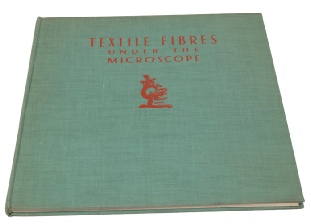 TEXTILE FIBRES
UNDER THE
MICROSCOPE